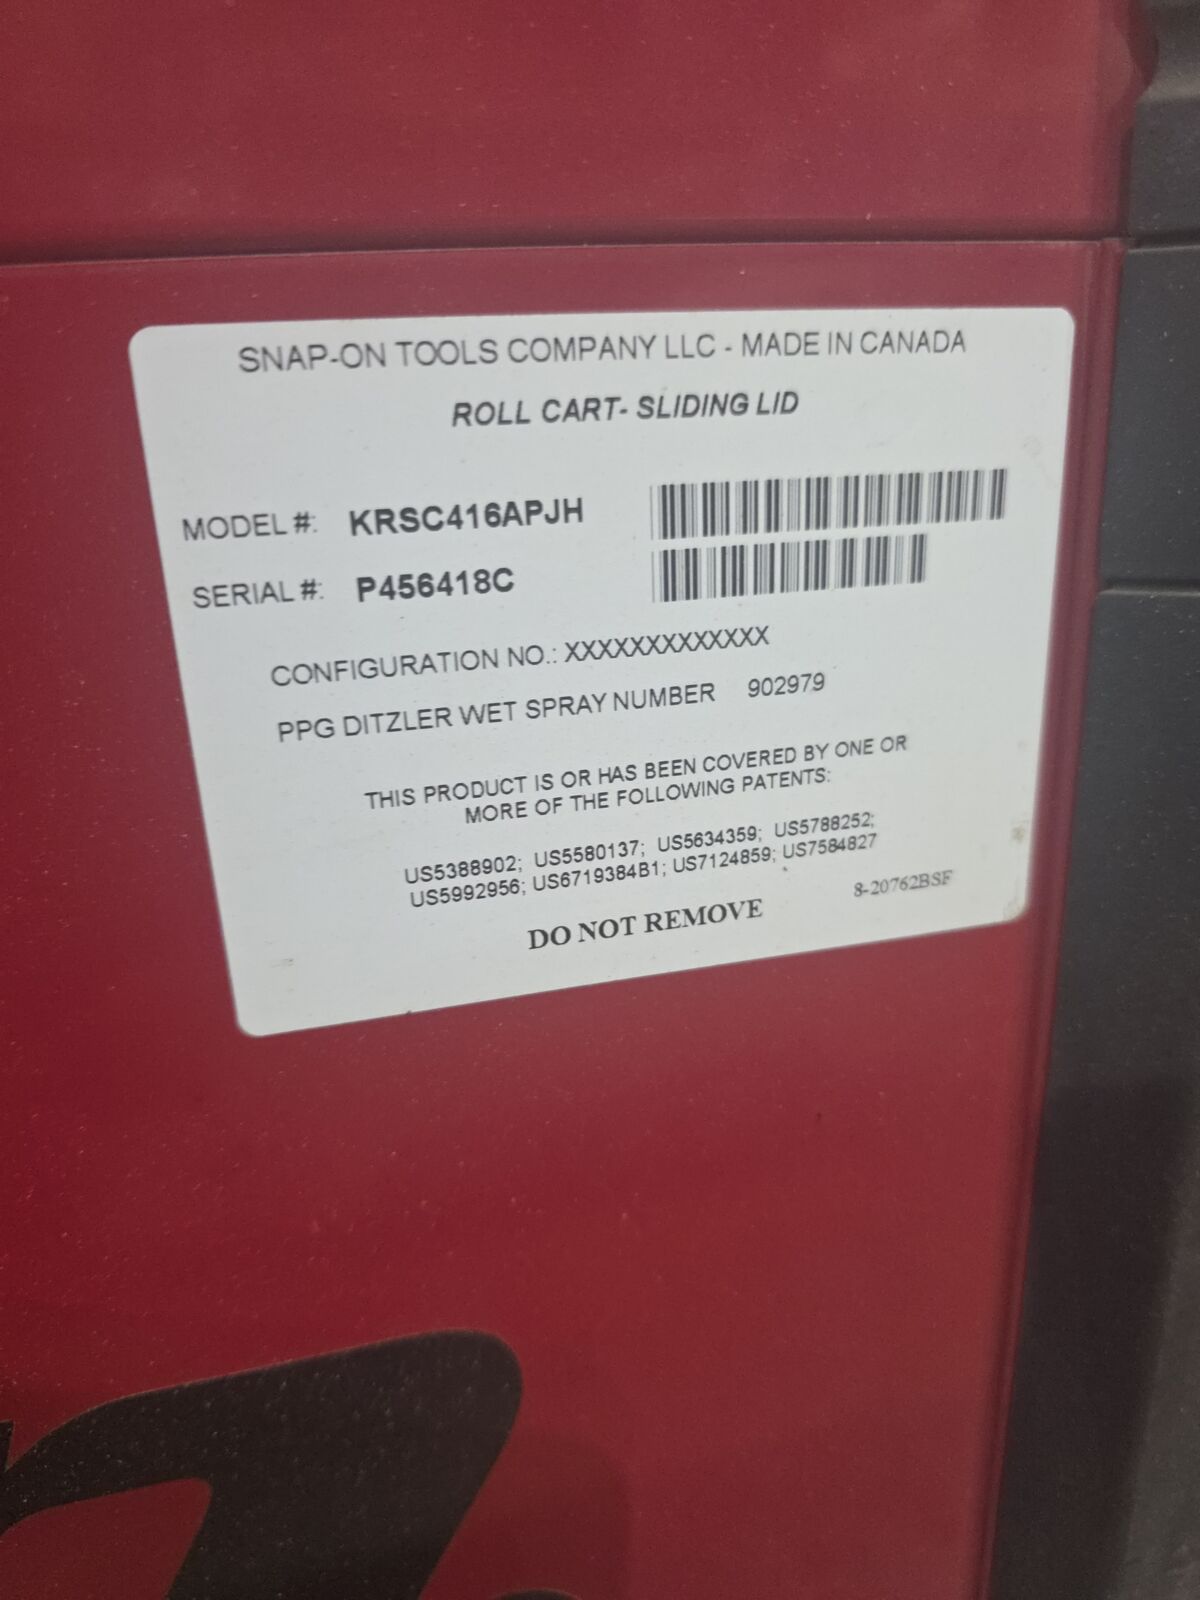 SNAP-ON TOOLS COMPANY LLC - MADE IN CANADA
ROLL CART- SLIDING LID
MODEL #: KRSC416APJH
SERIAL #: P456418C
CONFIGURATION NO.: XXXXXXXXXXXXX
PPG DITZLER WET SPRAY NUMBER 902979
THIS PRODUCT IS OR HAS BEEN COVERED BY ONE OR
MORE OF THE FOLLOWING PATENTS:
US5388902; US5580137; US5634359; US5788252;
US5992956; US6719384B1; US7124859; US7584827
8-20762BSF
DO NOT REMOVE